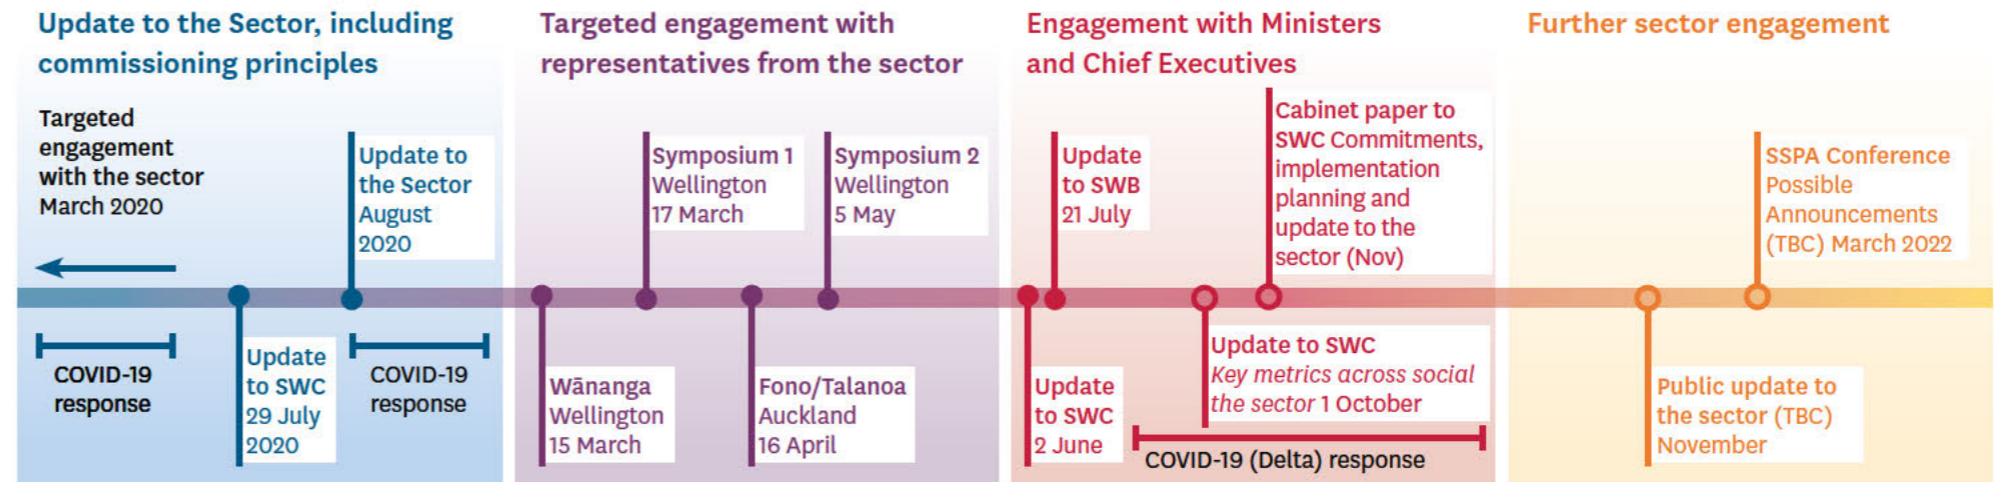 Update to the Sector, including
commissioning principles
Targeted
engagement
with the sector
March 2020
Update to
the Sector
August
2020
COVID-19
response
Update
to SWC
29 July
2020
COVID-19
response
Targeted engagement with
representatives from the sector
Symposium 1
Wellington
17 March
Symposium 2
Wellington
5 May
Wānanga
Wellington
15 March
Fono/Talanoa
Auckland
16 April
Engagement with Ministers
and Chief Executives
Update
to SWB
21 July
Cabinet paper to
SWC Commitments,
implementation
planning and
update to the
sector (Nov)
Update
to SWC
2 June
Update to SWC
Key metrics across social
the sector 1 October
COVID-19 (Delta) response
Further sector engagement
SSPA Conference
Possible
Announcements
(TBC) March 2022
Public update to
the sector (TBC)
November